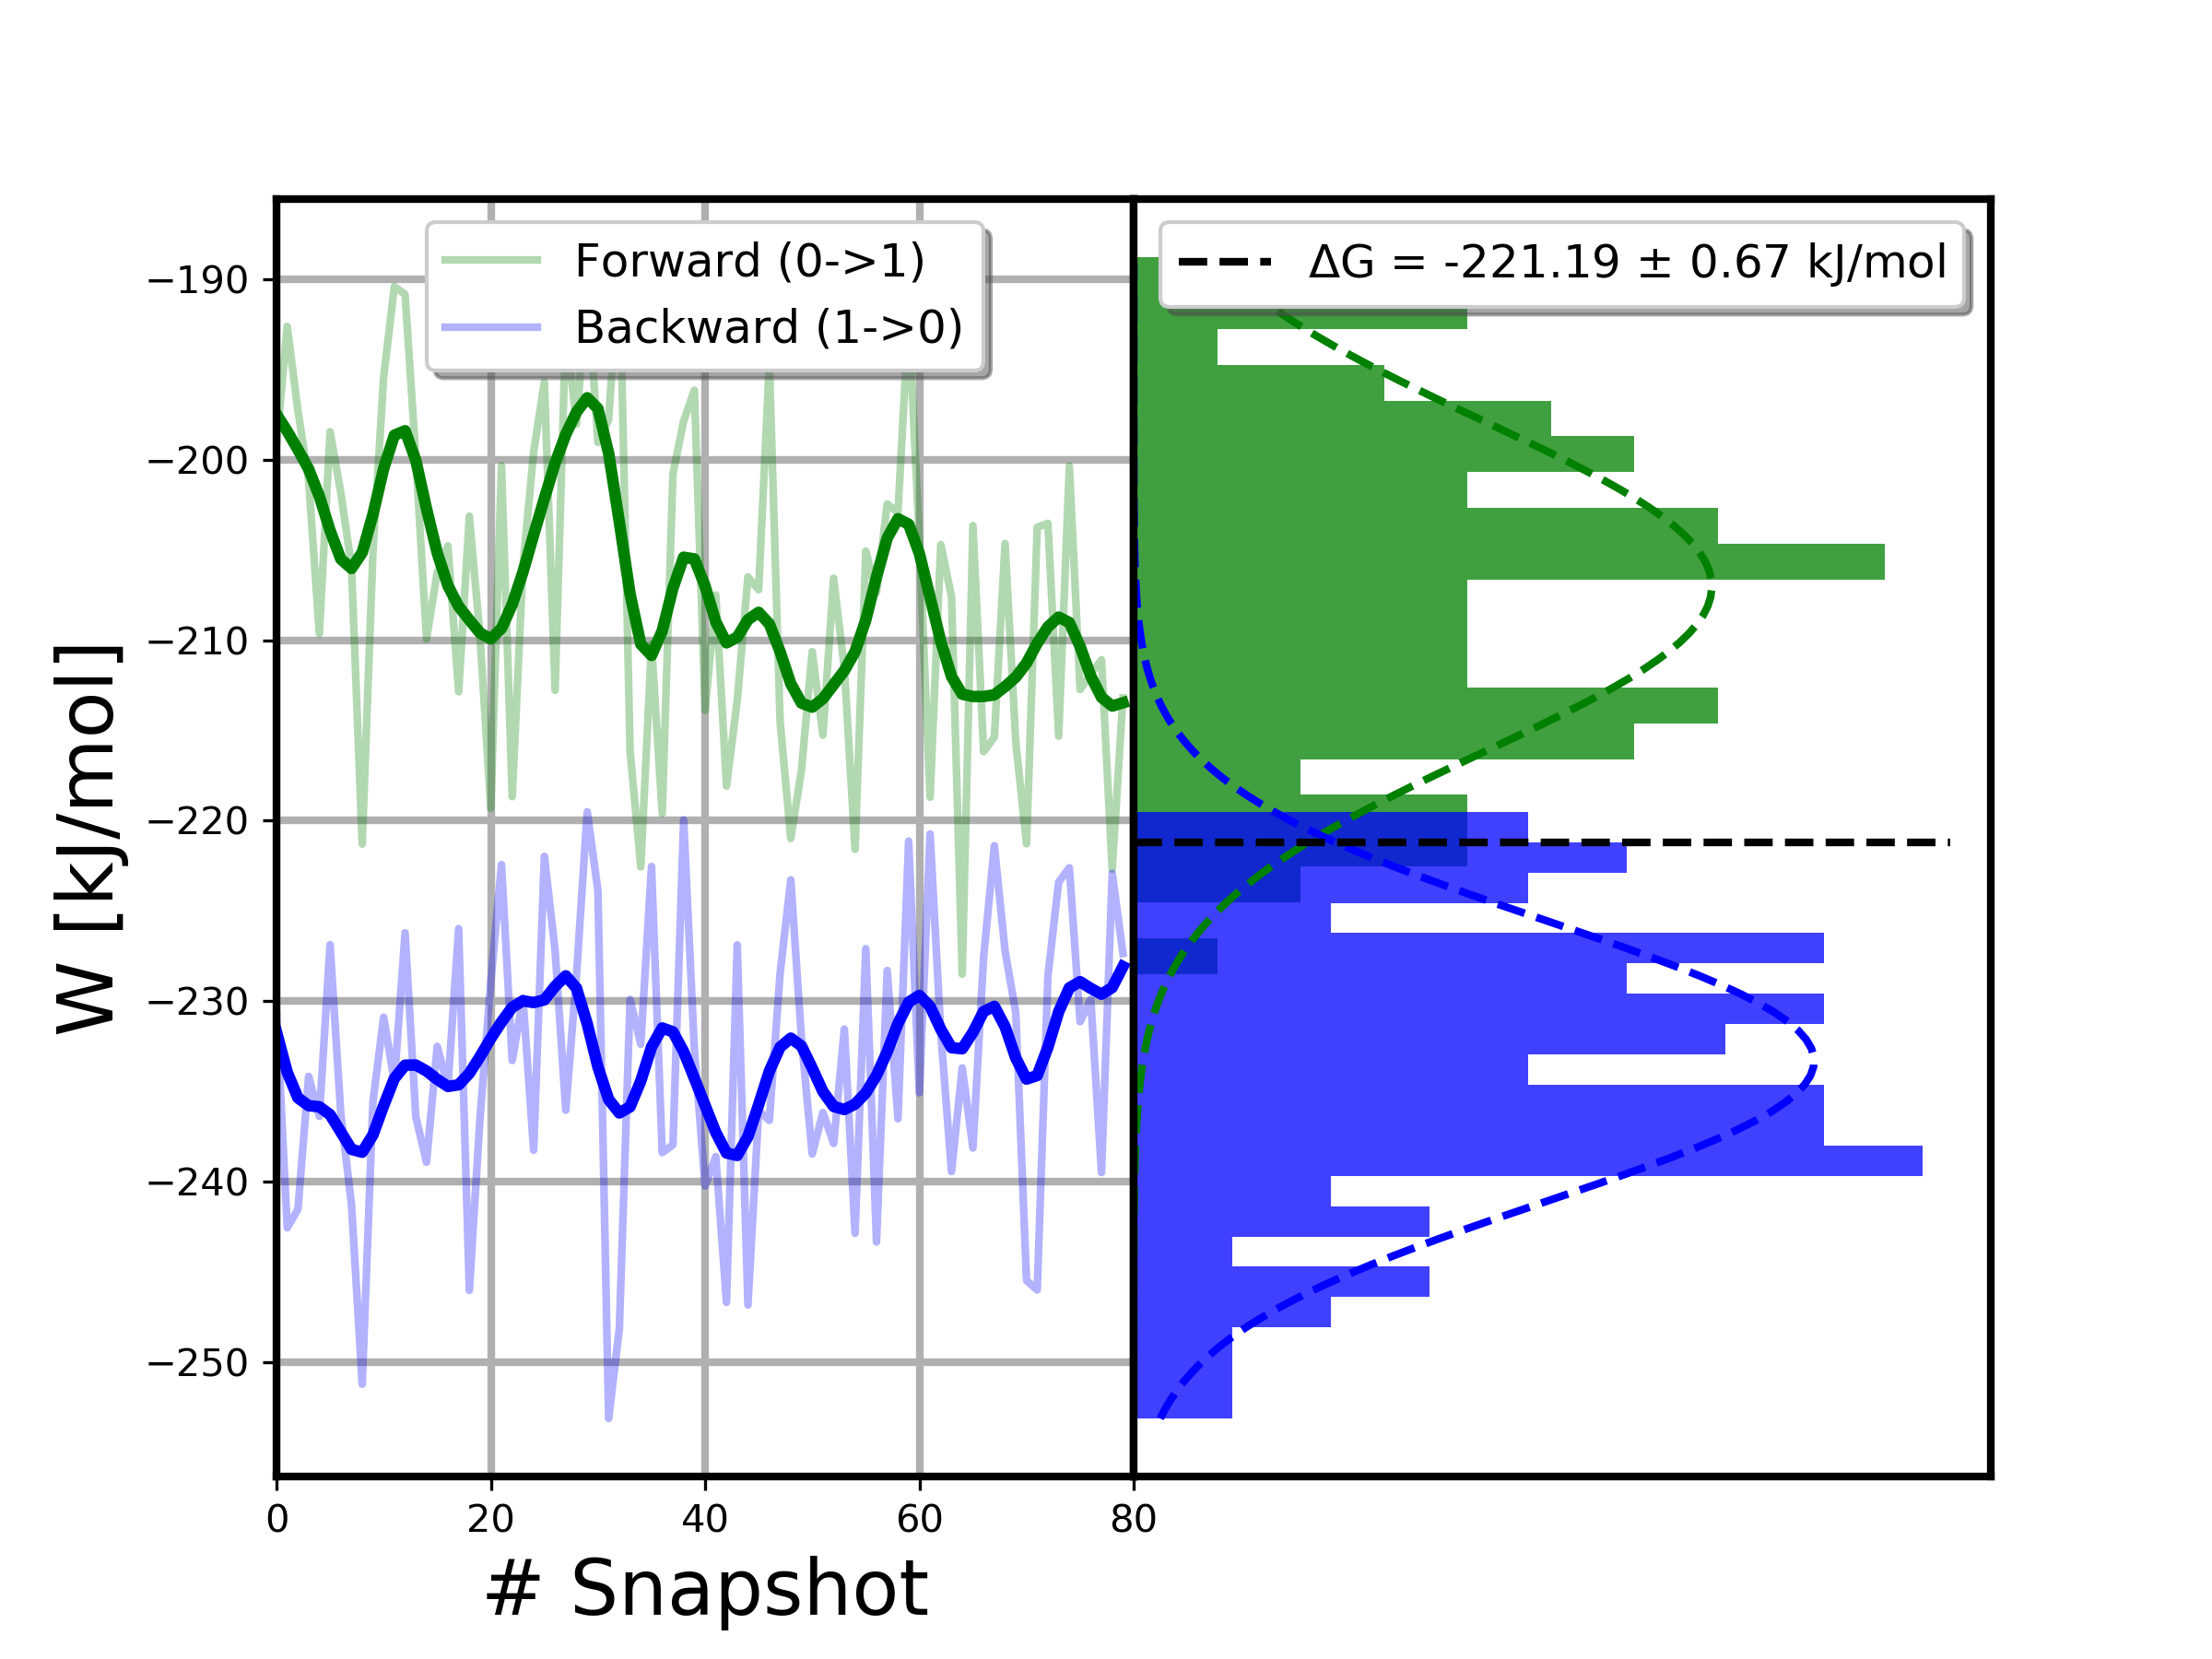 Forward (0->1)
Backward (1->0)
ΔG = -221.19 ± 0.67 kJ/mol
W [kJ/mol]
−190
−200
−210
−220
−230
−240
−250
0 20 40 60 80
# Snapshot